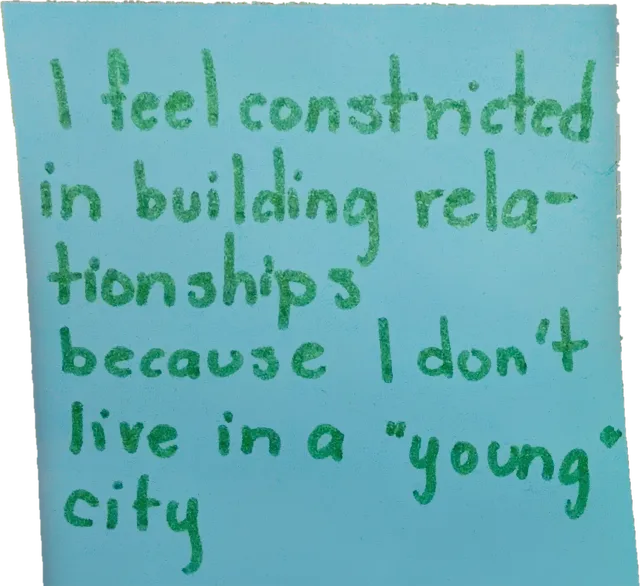 I feel constricted
in building rela-
tionships
because I don't
live in a "young"
city